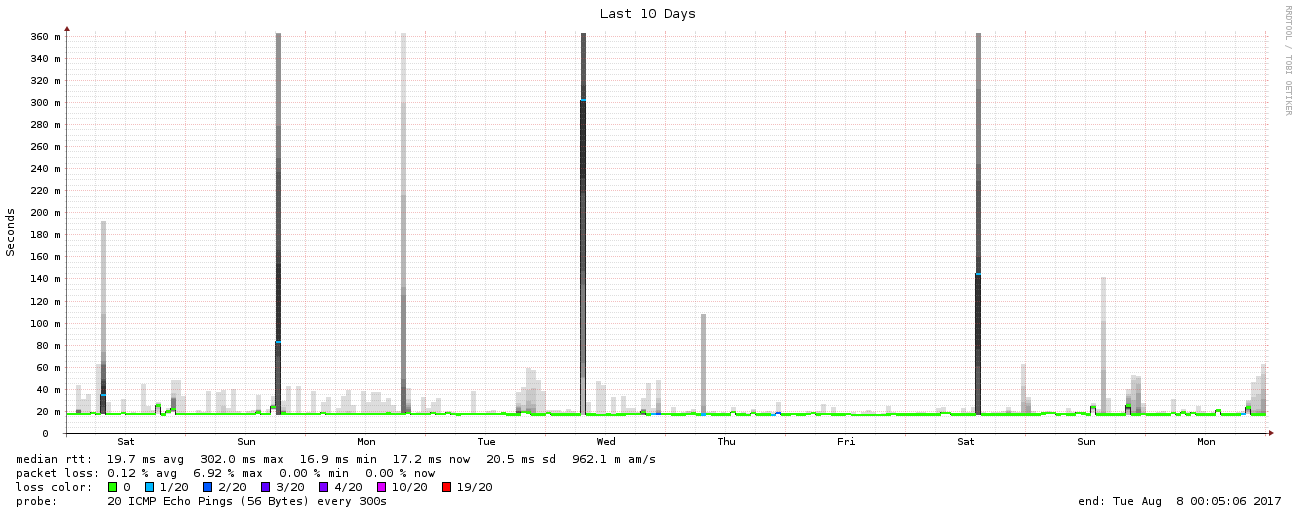 Last 10 Days
RRDTOOL / TOBI OETIKER
Seconds
360 m
340 m
320 m
300 m
280 m
260 m
240 m
220 m
200 m
180 m
160 m
140 m
120 m
100 m
80 m
60 m
40 m
20 m
0
Sat Sun Mon Tue Wed Thu Fri Sat Sun Mon
median rtt: 19.7 ms avg 302.0 ms max 16.9 ms min 17.2 ms now 20.5 ms sd 962.1 m am/s
packet loss: 0.12 % avg 6.92 % max 0.00 % min 0.00 % now
loss color: 0 1/20 2/20 3/20 4/20 10/20 19/20
probe: 20 ICMP Echo Pings (56 Bytes) every 300s end: Tue Aug 8 00:05:06 2017